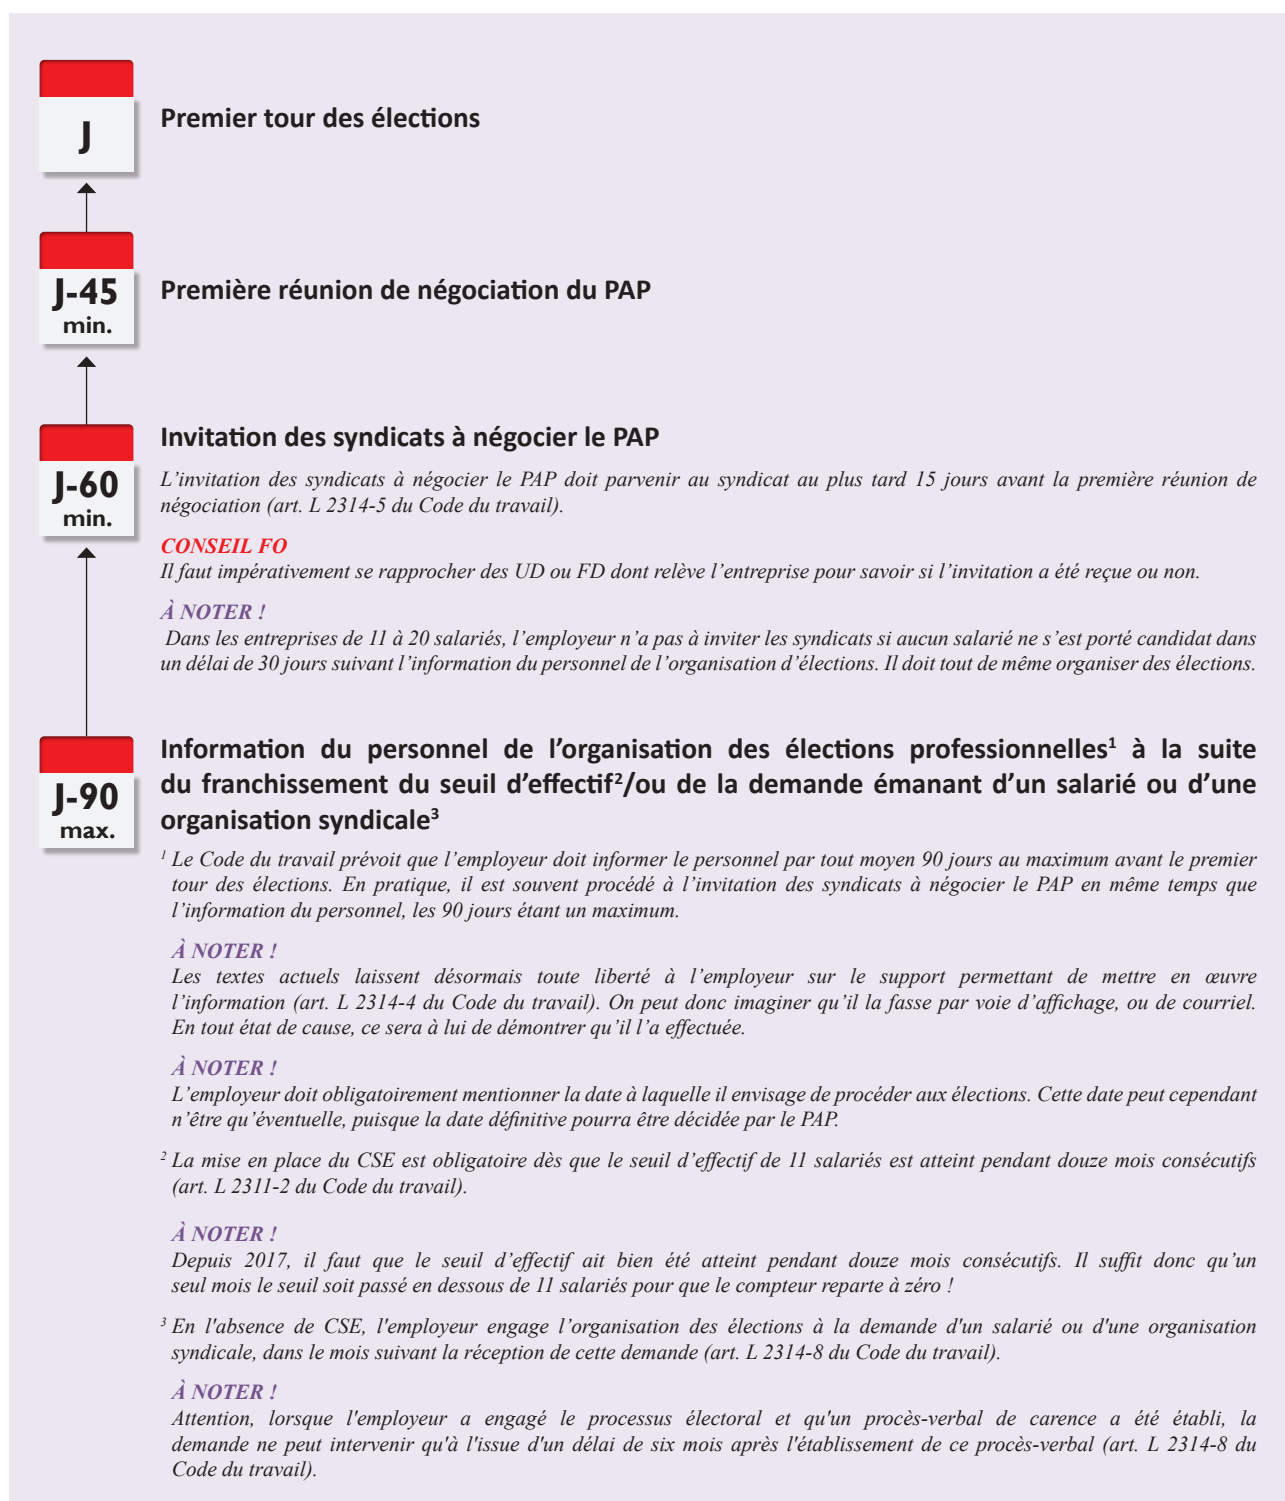 J
Premier tour des élections
J-45
min.
Première réunion de négociation du PAP
J-60
min.
Invitation des syndicats à négocier le PAP
L’invitation des syndicats à négocier le PAP doit parvenir au syndicat au plus tard 15 jours avant la première réunion de
négociation (art. L 2314-5 du Code du travail).
CONSEIL FO
Il faut impérativement se rapprocher des UD ou FD dont relève l’entreprise pour savoir si l’invitation a été reçue ou non.
À NOTER !
Dans les entreprises de 11 à 20 salariés, l’employeur n’a pas à inviter les syndicats si aucun salarié ne s’est porté candidat dans
un délai de 30 jours suivant l’information du personnel de l’organisation d’élections. Il doit tout de même organiser des élections.
J-90
max.
Information du personnel de l’organisation des élections professionnelles¹ à la suite
du franchissement du seuil d’effectif²/ou de la demande émanant d’un salarié ou d’une
organisation syndicale³
¹ Le Code du travail prévoit que l’employeur doit informer le personnel par tout moyen 90 jours au maximum avant le premier
tour des élections. En pratique, il est souvent procédé à l’invitation des syndicats à négocier le PAP en même temps que
l’information du personnel, les 90 jours étant un maximum.
À NOTER !
Les textes actuels laissent désormais toute liberté à l’employeur sur le support permettant de mettre en œuvre
l’information (art. L 2314-4 du Code du travail). On peut donc imaginer qu’il la fasse par voie d’affichage, ou de courriel.
En tout état de cause, ce sera à lui de démontrer qu’il l’a effectuée.
À NOTER !
L’employeur doit obligatoirement mentionner la date à laquelle il envisage de procéder aux élections. Cette date peut cependant
n’être qu’éventuelle, puisque la date définitive pourra être décidée par le PAP.
² La mise en place du CSE est obligatoire dès que le seuil d’effectif de 11 salariés est atteint pendant douze mois consécutifs
(art. L 2311-2 du Code du travail).
À NOTER !
Depuis 2017, il faut que le seuil d’effectif ait bien été atteint pendant douze mois consécutifs. Il suffit donc qu’un
seul mois le seuil soit passé en dessous de 11 salariés pour que le compteur reparte à zéro !
³ En l'absence de CSE, l'employeur engage l’organisation des élections à la demande d'un salarié ou d'une organisation
syndicale, dans le mois suivant la réception de cette demande (art. L 2314-8 du Code du travail).
À NOTER !
Attention, lorsque l'employeur a engagé le processus électoral et qu'un procès-verbal de carence a été établi, la
demande ne peut intervenir qu'à l'issue d'un délai de six mois après l'établissement de ce procès-verbal (art. L 2314-8 du
Code du travail).